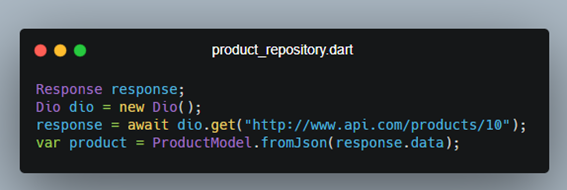 product_repository.dart
Response response;
Dio dio = new Dio();
response = await dio.get("http://www.api.com/products/10");
var product = ProductModel.fromJson(response.data);